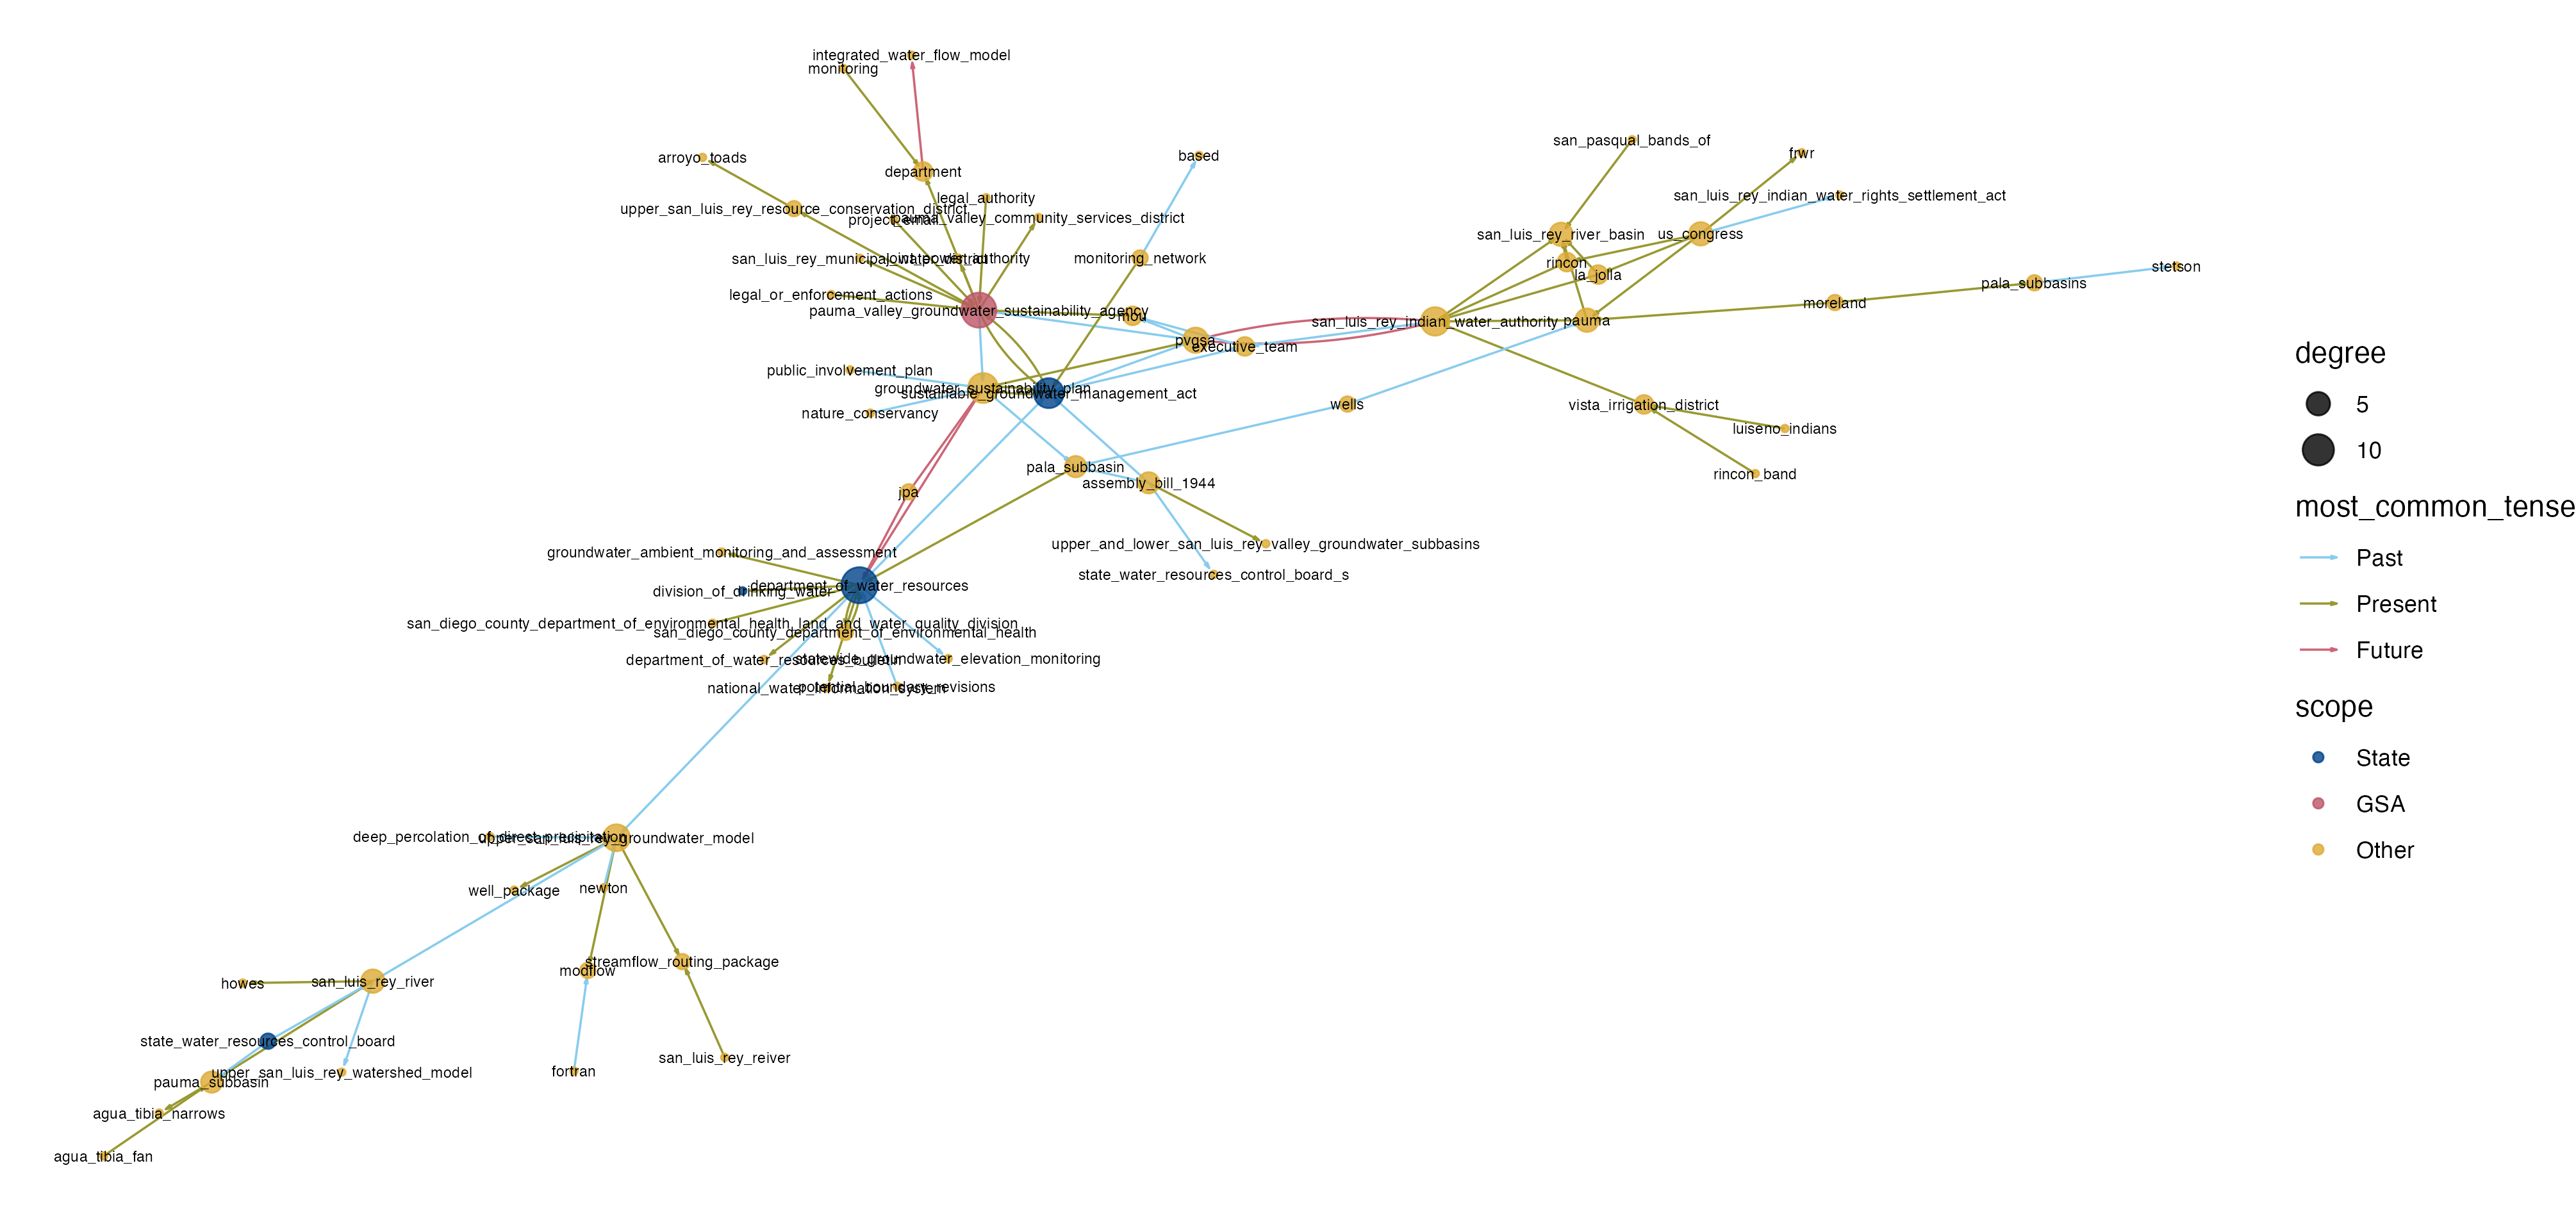 integrated_water_flow_model
monitoring
arroyo_toads
department
based
san_pasqual_bands_of
frwr
legal_authority
san_luis_rey_indian_water_rights_settlement_act
upper_san_luis_rey_resource_conservation_district
project_email
pauma_valley_community_services_district
san_luis_rey_river_basin
us_congress
san_luis_rey_municipal_water_district
joint_power_authority
monitoring_network
rincon
la_jolla
stetson
pala_subbasins
legal_or_enforcement_actions
moreland
pauma_valley_groundwater_sustainability_agency
mou
san_luis_rey_indian_water_authority
pauma
pvgsa
executive_team
public_involvement_plan
groundwater_sustainability_plan
sustainable_groundwater_management_act
nature_conservancy
wells
vista_irrigation_district
luiseno_indians
pala_subbasin
rincon_band
assembly_bill_1944
jpa
groundwater_ambient_monitoring_and_assessment
upper_and_lower_san_luis_rey_valley_groundwater_subbasins
state_water_resources_control_board_s
department_of_water_resources
division_of_drinking_water
san_diego_county_department_of_environmental_health_land_and_water_quality_division
san_diego_county_department_of_environmental_health
department_of_water_resources_bulletin
statewide_groundwater_elevation_monitoring
national_water_information_system
potential_boundary_revisions
deep_percolation_of_direct_precipitation
upper_san_luis_rey_groundwater_model
well_package
newton
streamflow_routing_package
modflow
howes
san_luis_rey_river
state_water_resources_control_board
san_luis_rey_reiver
fortran
upper_san_luis_rey_watershed_model
pauma_subbasin
agua_tibia_narrows
agua_tibia_fan
degree
5
10
most_common_tense
Past
Present
Future
scope
State
GSA
Other